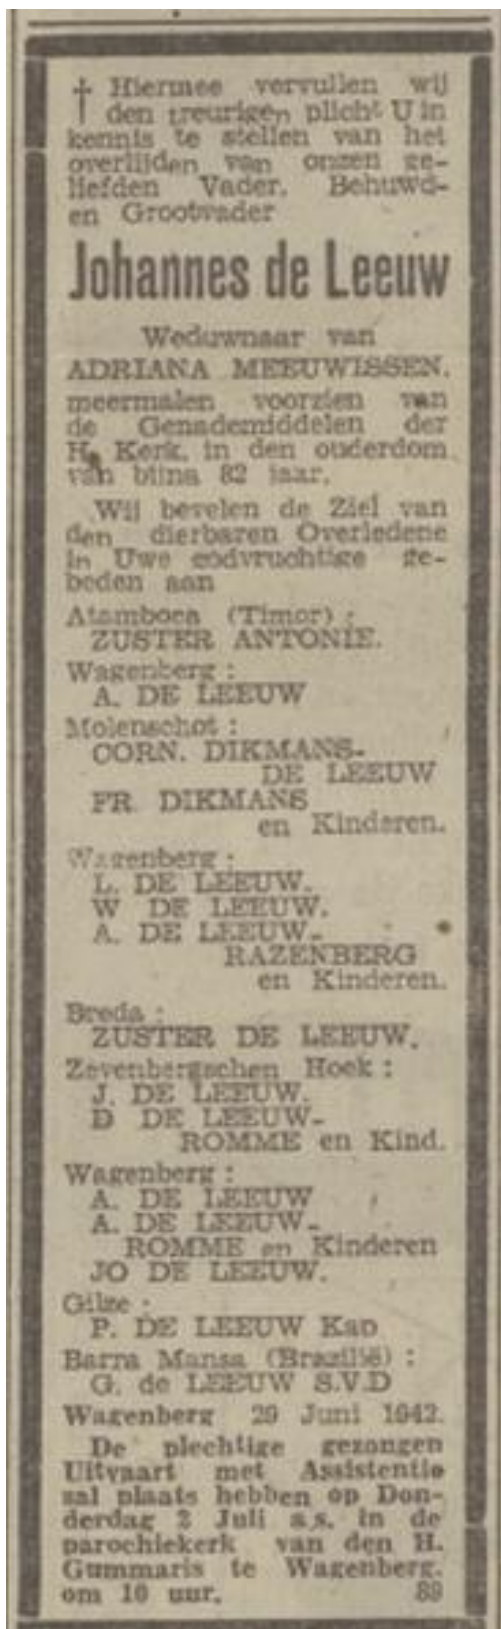 † Hiermee vervullen wij
den treurigen plicht U in
kennis te stellen van het
overlijden van onzen ge-
liefden Vader, Behuwd-
en Grootvader
Johannes de Leeuw
Weduwnaar van
ADRIANA MEEUWISSEN,
meermalen voorzien van
de Genademiddelen der
H. Kerk, in den ouderdom
van bijna 82 jaar.
Wij bevelen de Ziel van
den dierbaren Overledene
in Uwe godvruchtige ge-
beden aan
Atamboea (Timor) :
ZUSTER ANTONIE.
Wagenberg :
A. DE LEEUW
Molenschot :
CORN. DIKMANS-
DE LEEUW
FR. DIKMANS
en Kinderen.
Wagenberg :
L. DE LEEUW.
W DE LEEUW.
A. DE LEEUW-
RAZENBERG
en Kinderen.
Breda :
ZUSTER DE LEEUW.
Zevenbergschen Hoek :
J. DE LEEUW.
D DE LEEUW-
ROMME en Kind.
Wagenberg :
A. DE LEEUW
A. DE LEEUW-
ROMME en Kinderen
JO DE LEEUW.
Gilze :
P. DE LEEUW Kap
Barra Mansa (Brazilië) :
G. de LEEUW S.V.D
Wagenberg 29 Juni 1942.
De plechtige gezongen
Uitvaart met Assistentie
sal plaats hebben op Don-
derdag 2 Juli a.s. in de
parochiekerk van den H.
Gummaris te Wagenberg.
om 10 uur. 89